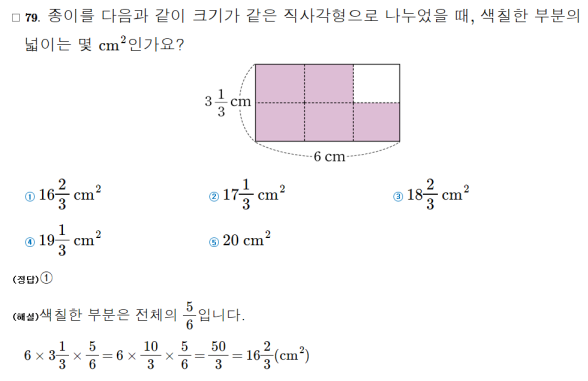 □ 79. 종이를 다음과 같이 크기가 같은 직사각형으로 나누었을 때, 색칠한 부분의
넓이는 몇 cm²인가요?
3 1/3 cm
6 cm
① 16 2/3 cm² ② 17 1/3 cm² ③ 18 2/3 cm²
④ 19 1/3 cm² ⑤ 20 cm²
(정답)①
(해설)색칠한 부분은 전체의 5/6 입니다.
6 × 3 1/3 × 5/6 = 6 × 10/3 × 5/6 = 50/3 = 16 2/3 (cm²)